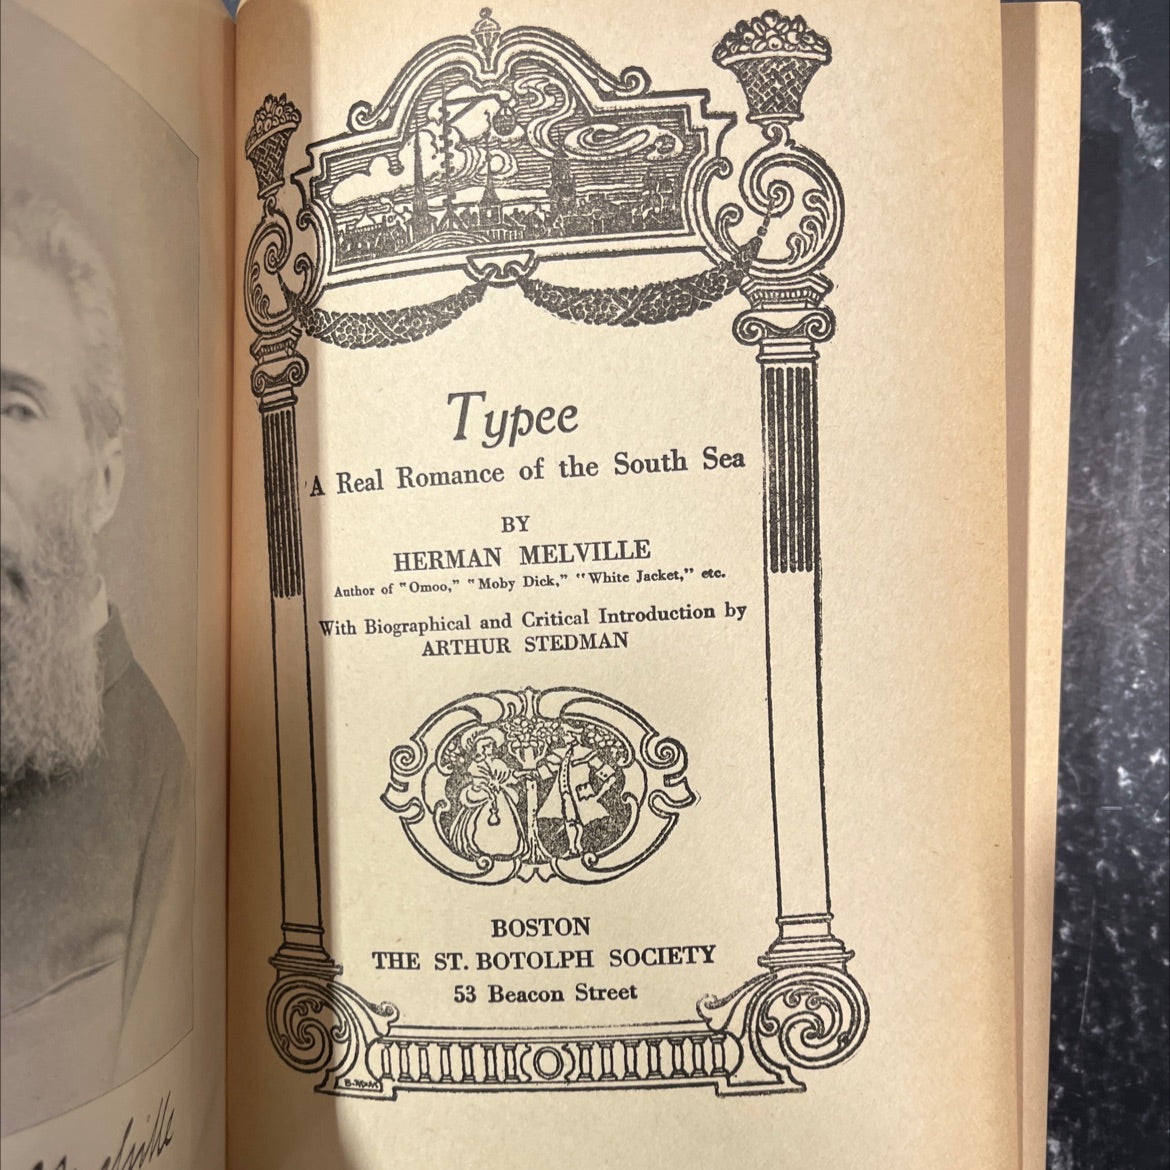 Typee
A Real Romance of the South Sea
BY
HERMAN MELVILLE
Author of "Omoo," "Moby Dick," "White Jacket," etc.
With Biographical and Critical Introduction by
ARTHUR STEDMAN
BOSTON
THE ST. BOTOLPH SOCIETY
53 Beacon Street